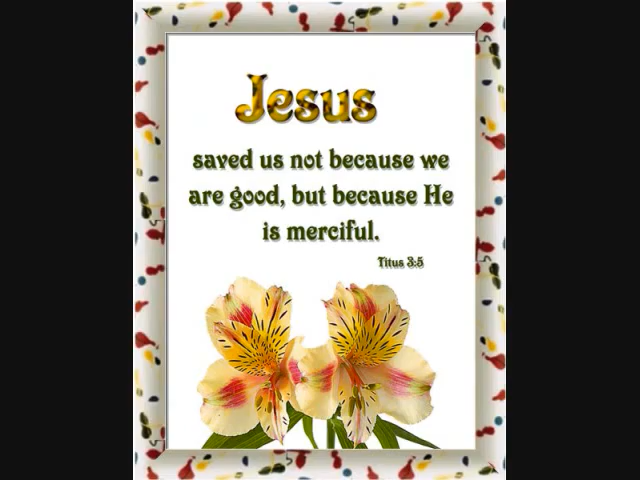 Jesus
saved us not because we
are good, but because He
is merciful.
Titus 3:5